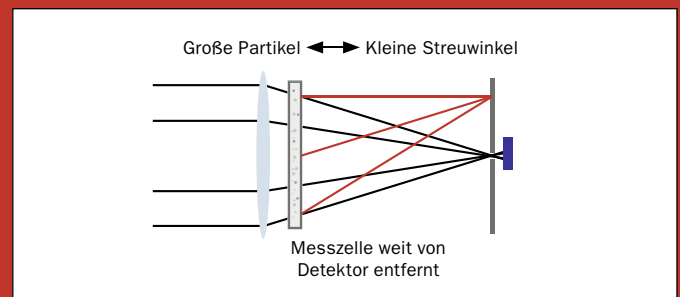 Große Partikel ◄─► Kleine Streuwinkel
Messzelle weit von
Detektor entfernt